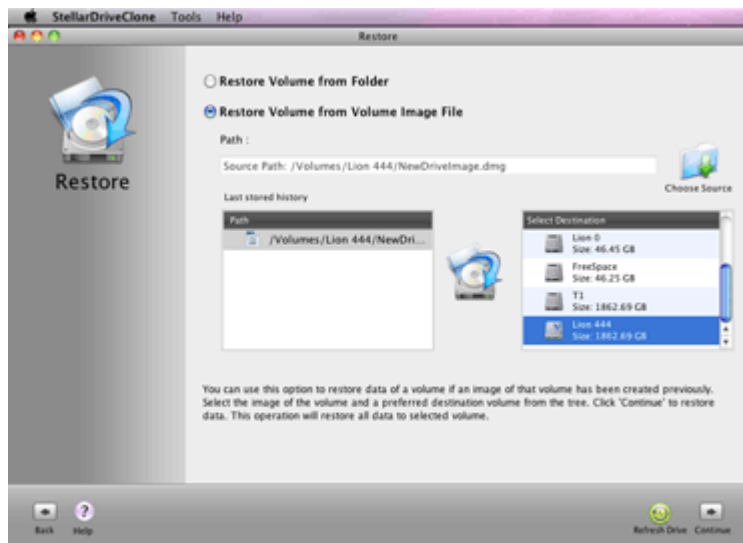 StellarDriveClone Tools Help
Restore
Restore Volume from Folder
Restore Volume from Volume Image File
Path :
Source Path: /Volumes/Lion 444/NewDriveImage.dmg
Restore
Choose Source
Last stored history
Path
Select Destination
/Volumes/Lion 444/NewDri...
Lion 0
Size: 46.45 GB
FreeSpace
Size: 46.25 GB
T1
Size: 1862.69 GB
Lion 444
Size: 1862.69 GB
You can use this option to restore data of a volume if an image of that volume has been created previously.
Select the image of the volume and a preferred destination volume from the tree. Click 'Continue' to restore
data. This operation will restore all data to selected volume.
?
Back Help Refresh Drive Continue